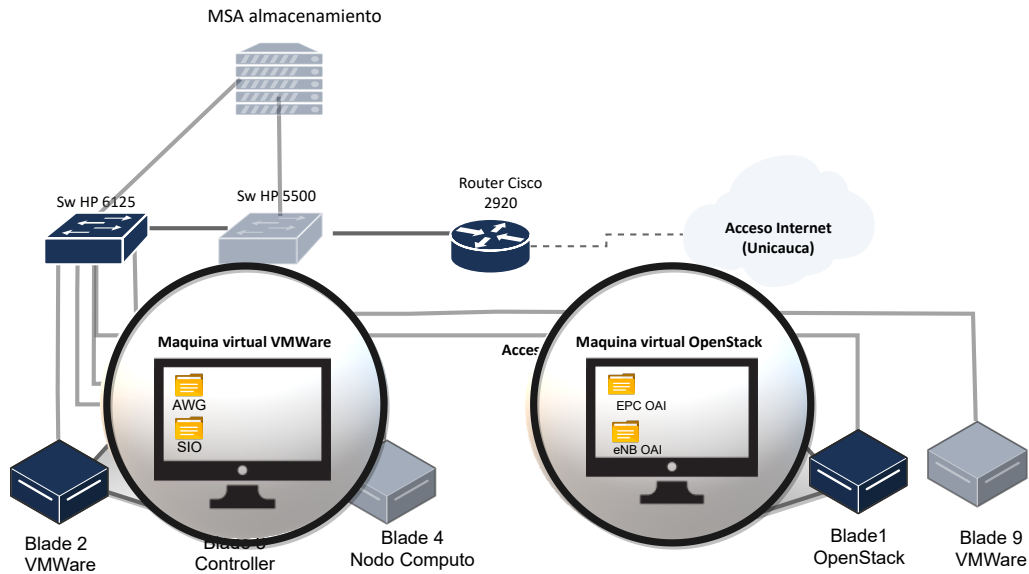 MSA almacenamiento
Sw HP 6125
Sw HP 5500
Router Cisco
2920
Acceso Internet
(Unicauca)
Maquina virtual VMWare
AWG
SIO
Acces
Maquina virtual OpenStack
EPC OAI
eNB OAI
Blade 2
VMWare
Controller
Blade 4
Nodo Computo
Blade1
OpenStack
Blade 9
VMWare